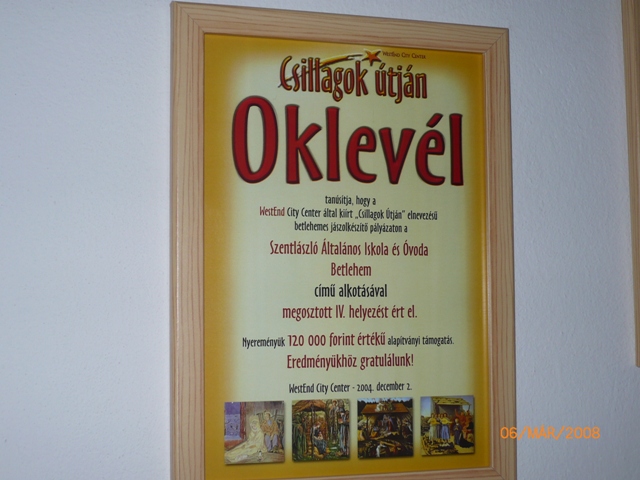 WestEnd City Center
Csillagok útján
Oklevél
tanúsítja, hogy a
WestEnd City Center által kiírt „Csillagok Útján" elnevezésű
betlehemes jászolkészítő pályázaton a
Szentlászló Általános Iskola és Óvoda
Betlehem
című alkotásával
megosztott IV. helyezést ért el.
Nyereményük 120 000 forint értékű alapítványi támogatás.
Eredményükhöz gratulálunk!
WestEnd City Center - 2004. december 2.
06/MAR/2008